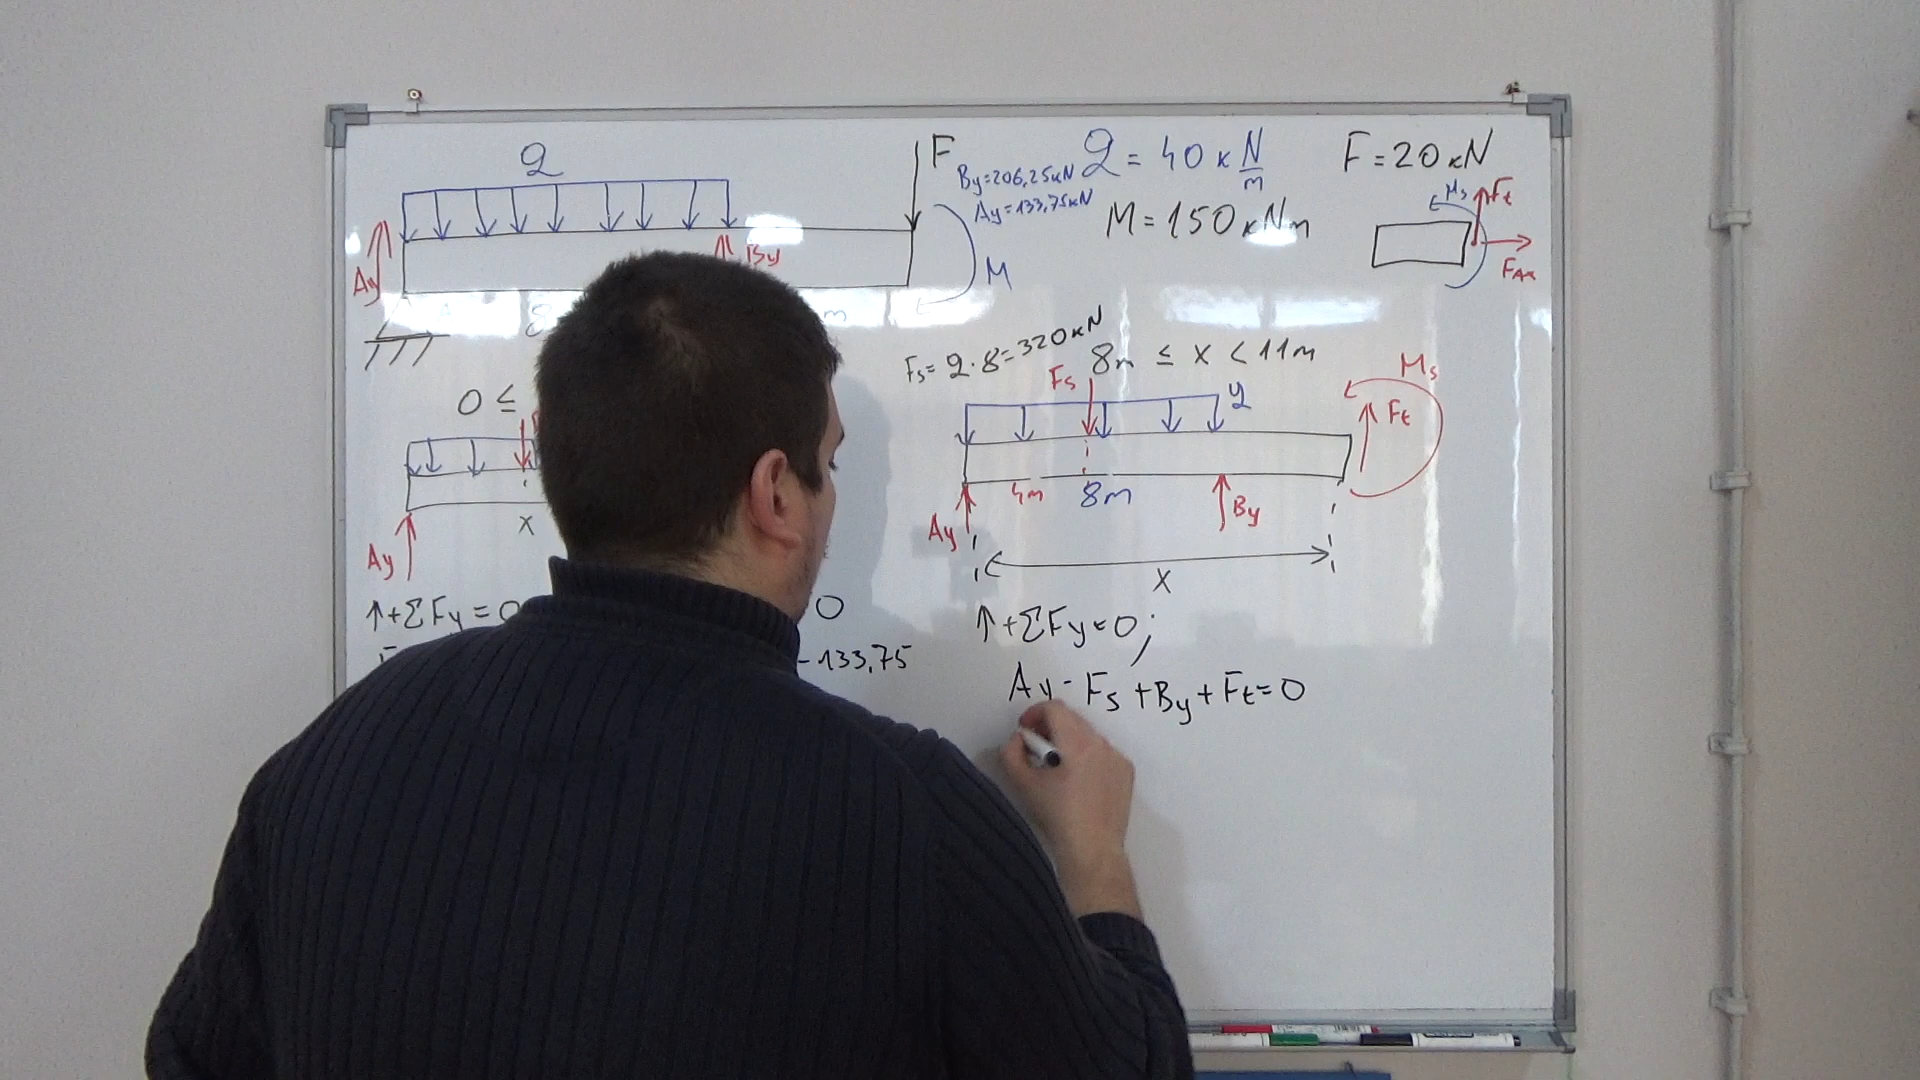 q
F
By=206,25kN
Ay=133,75kN
q = 40 kN/m
F = 20 kN
M = 150 kNm
Ms
Ft
FAx
Ay
By
M
8
m
Fs = q · 8 = 320 kN
8m ≤ x < 11m
0 ≤
Fs
q
Ms
Ft
4m
8m
Ay
By
x
x
Ay
↑+ΣFy = 0
0
- 133,75
↑+ΣFy = 0;
Ay - Fs + By + Ft = 0